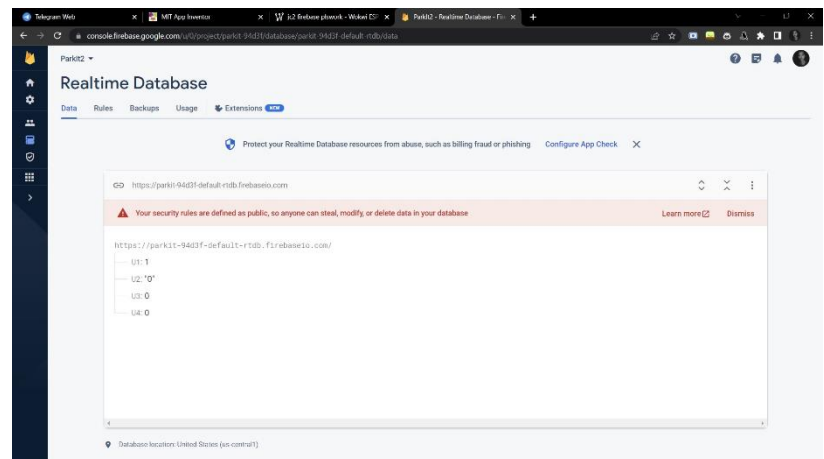 Telegram Web
MIT App Inventor
Parkit2 - Realtime Database - Fir
console.firebase.google.com/u/0/project/parkit-94d3f/database/parkit-94d3f-default-rtdb/data
Parkit2
Realtime Database
Data Rules Backups Usage Extensions NEW
Protect your Realtime Database resources from abuse, such as billing fraud or phishing Configure App Check
https://parkit-94d3f-default-rtdb.firebaseio.com
Your security rules are defined as public, so anyone can steal, modify, or delete data in your database Learn more Dismiss
https://parkit-94d3f-default-rtdb.firebaseio.com/
U1: 1
U2: "0"
U3: 0
U4: 0
Database location: United States (us-central1)